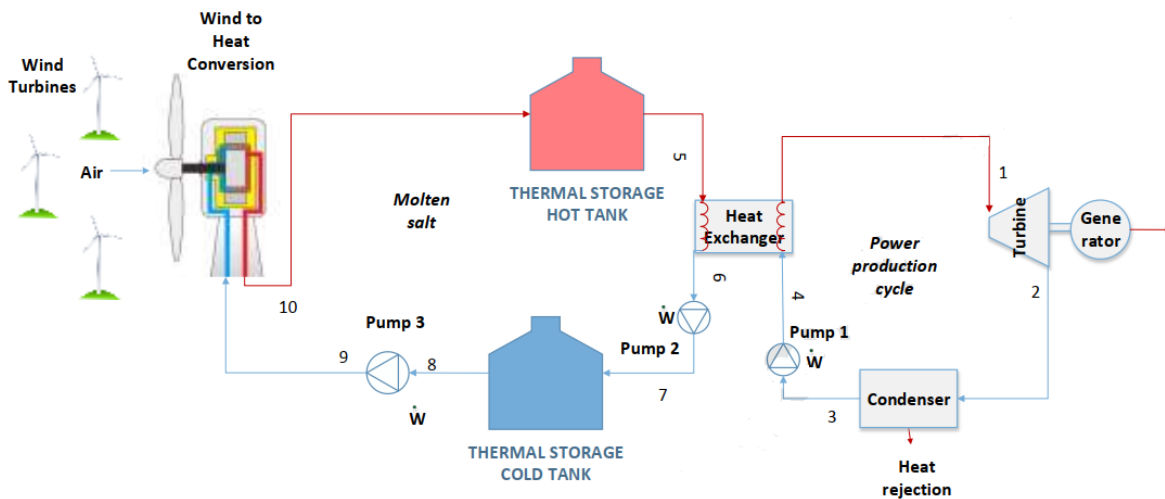 Wind to
Heat
Conversion
Wind
Turbines
Air
Molten
salt
THERMAL STORAGE
HOT TANK
5
Heat
Exchanger
1
Turbine
Gene
rator
Power
production
cycle
2
6
4
10
Pump 3
Ẇ
Pump 2
Pump 1
Ẇ
9
8
7
Ẇ
3
Condenser
THERMAL STORAGE
COLD TANK
Heat
rejection